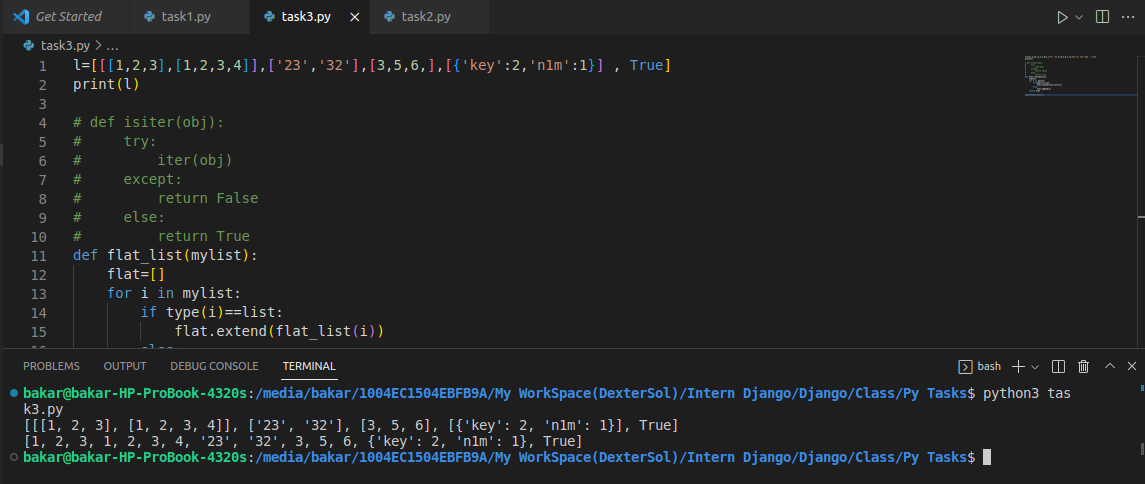 Get Started task1.py task3.py task2.py
task3.py > ...
1 l=[[[1,2,3],[1,2,3,4]],['23','32'],[3,5,6,],[{'key':2,'n1m':1}] , True]
2 print(l)
3
4 # def isiter(obj):
5 #     try:
6 #         iter(obj)
7 #     except:
8 #         return False
9 #     else:
10 #         return True
11 def flat_list(mylist):
12     flat=[]
13     for i in mylist:
14         if type(i)==list:
15             flat.extend(flat_list(i))
PROBLEMS OUTPUT DEBUG CONSOLE TERMINAL bash
bakar@bakar-HP-ProBook-4320s:/media/bakar/1004EC1504EBFB9A/My WorkSpace(DexterSol)/Intern Django/Django/Class/Py Tasks$ python3 tas
k3.py
[[[1, 2, 3], [1, 2, 3, 4]], ['23', '32'], [3, 5, 6], [{'key': 2, 'n1m': 1}], True]
[1, 2, 3, 1, 2, 3, 4, '23', '32', 3, 5, 6, {'key': 2, 'n1m': 1}, True]
bakar@bakar-HP-ProBook-4320s:/media/bakar/1004EC1504EBFB9A/My WorkSpace(DexterSol)/Intern Django/Django/Class/Py Tasks$